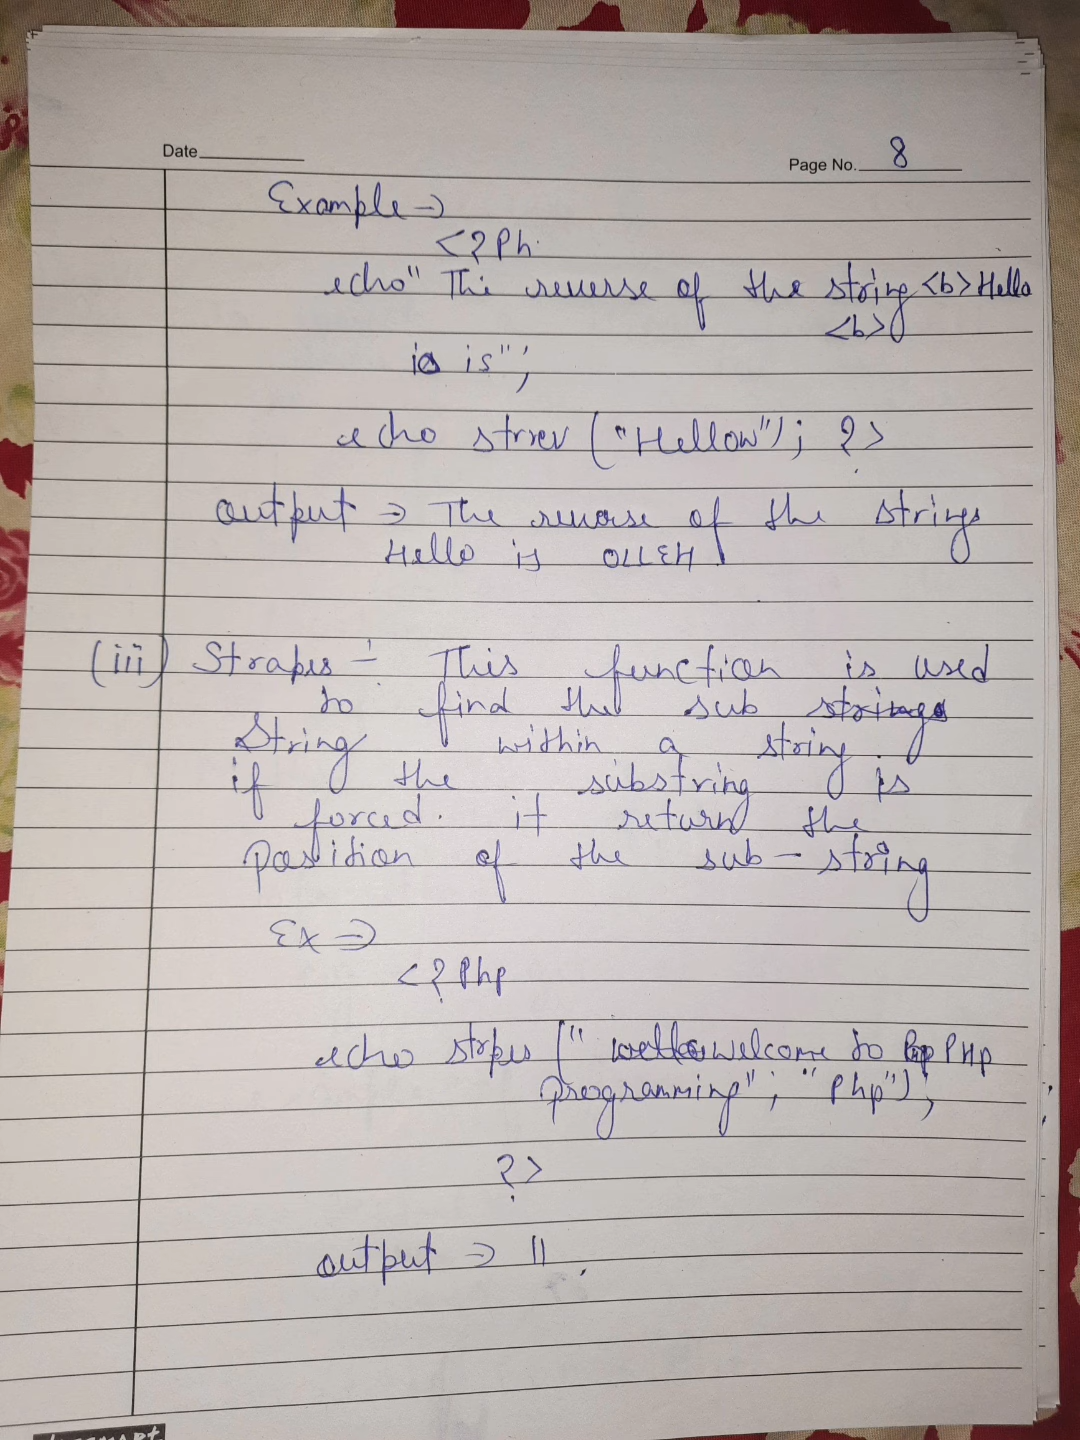 Date
Page No. 8
Example →
<? Ph
echo" The reverse of the string <b> Hello
<b>
is is";
echo strrev ("Hellow"); ?>
output → The reverse of the strings
Hello is OLLEH
(iii) Strapes :- This function is used
to find the sub strings
String within a string.
if the substring is
forced. it return the
Position of the sub-string
Ex ⇒
<? Php
echo strpes (" welcome to PHP
programming"; "Php");
?>
output → 11